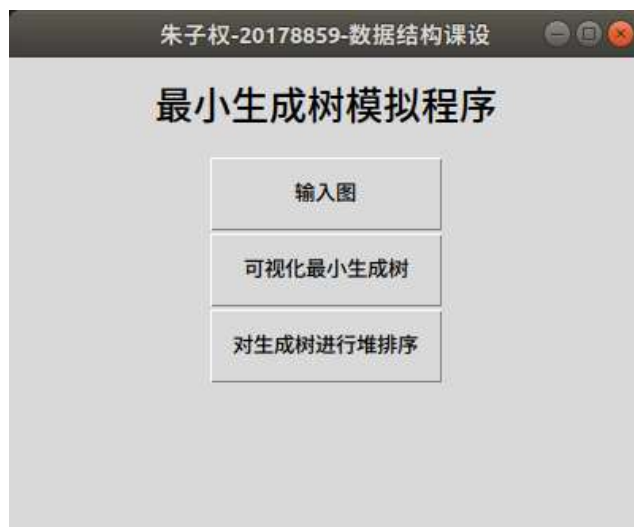 朱子权-20178859-数据结构课设
最小生成树模拟程序
输入图
可视化最小生成树
对生成树进行堆排序